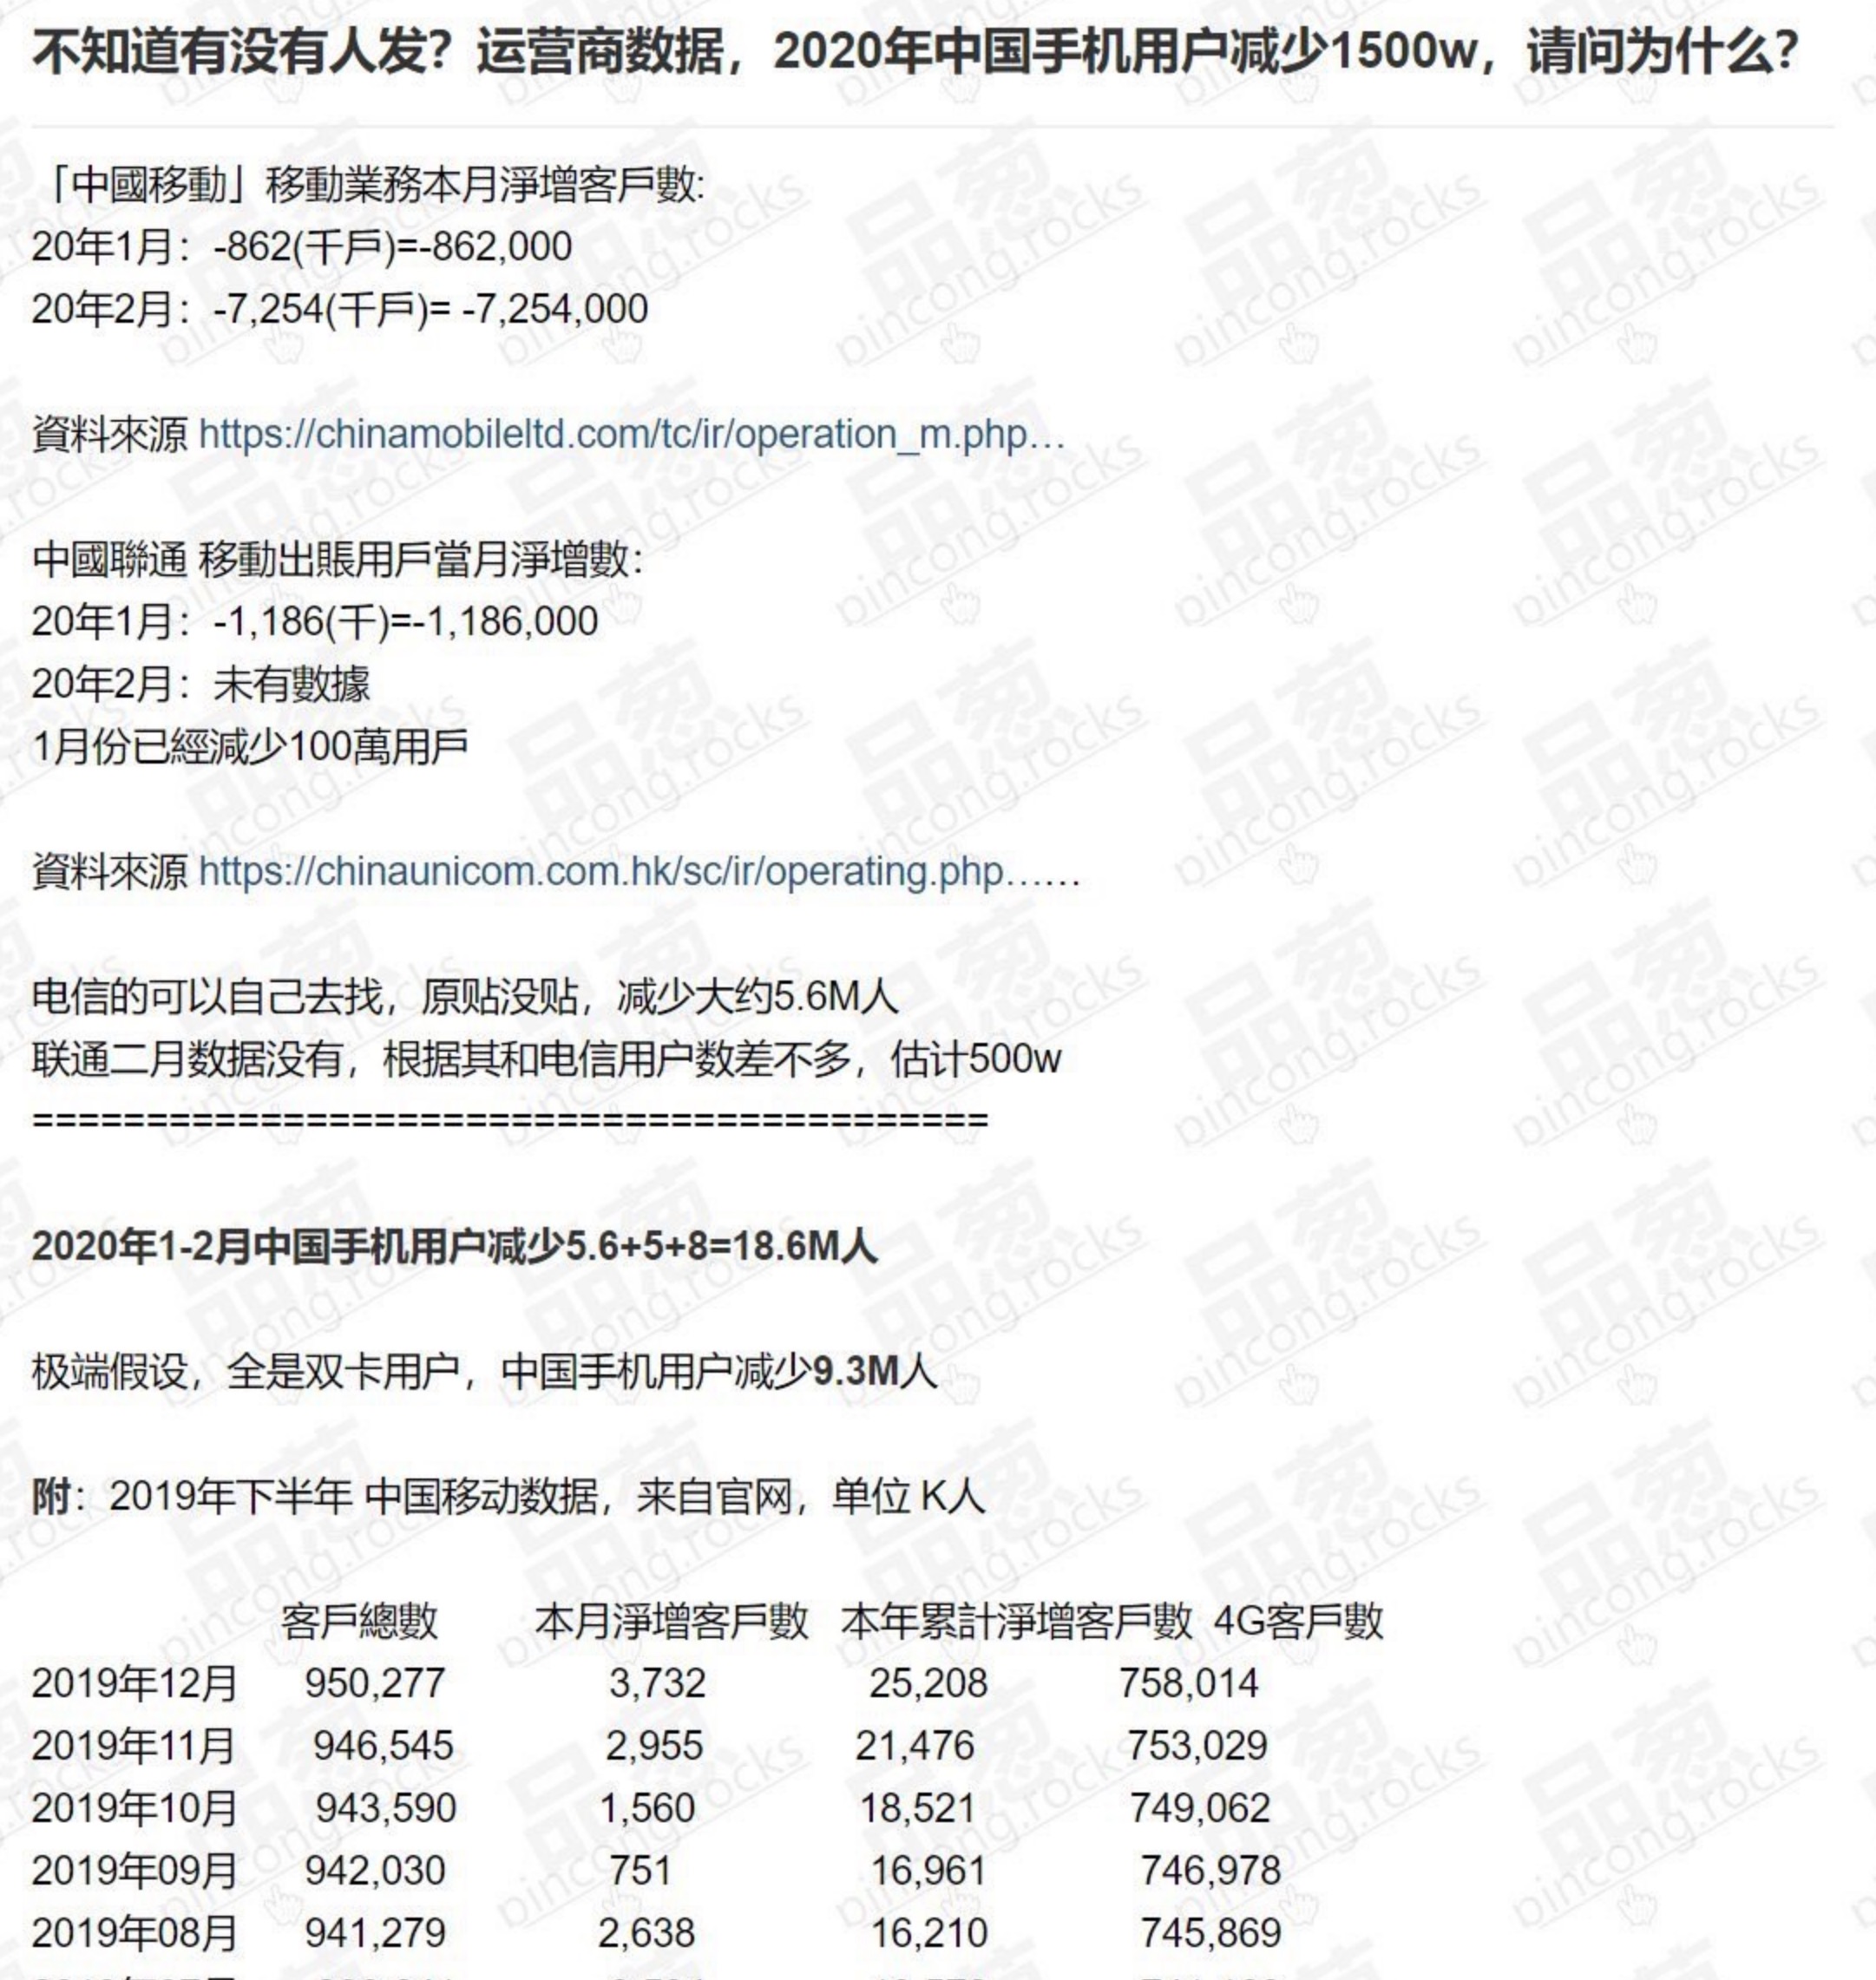 不知道有没有人发？运营商数据，2020年中国手机用户减少1500w，请问为什么？
「中國移動」移動業務本月淨增客戶數:
20年1月：-862(千戶)=-862,000
20年2月：-7,254(千戶)= -7,254,000
資料來源 https://chinamobileltd.com/tc/ir/operation_m.php…
中國聯通 移動出賬用戶當月淨增數：
20年1月：-1,186(千)=-1,186,000
20年2月：未有數據
1月份已經減少100萬用戶
資料來源 https://chinaunicom.com.hk/sc/ir/operating.php……
电信的可以自己去找，原贴没贴，减少大约5.6M人
联通二月数据没有，根据其和电信用户数差不多，估计500w
==========================================
2020年1-2月中国手机用户减少5.6+5+8=18.6M人
极端假设，全是双卡用户，中国手机用户减少9.3M人
附：2019年下半年 中国移动数据，来自官网，单位 K人
客戶總數 本月淨增客戶數 本年累計淨增客戶數 4G客戶數
2019年12月 950,277 3,732 25,208 758,014
2019年11月 946,545 2,955 21,476 753,029
2019年10月 943,590 1,560 18,521 749,062
2019年09月 942,030 751 16,961 746,978
2019年08月 941,279 2,638 16,210 745,869
品葱
pincong.rocks